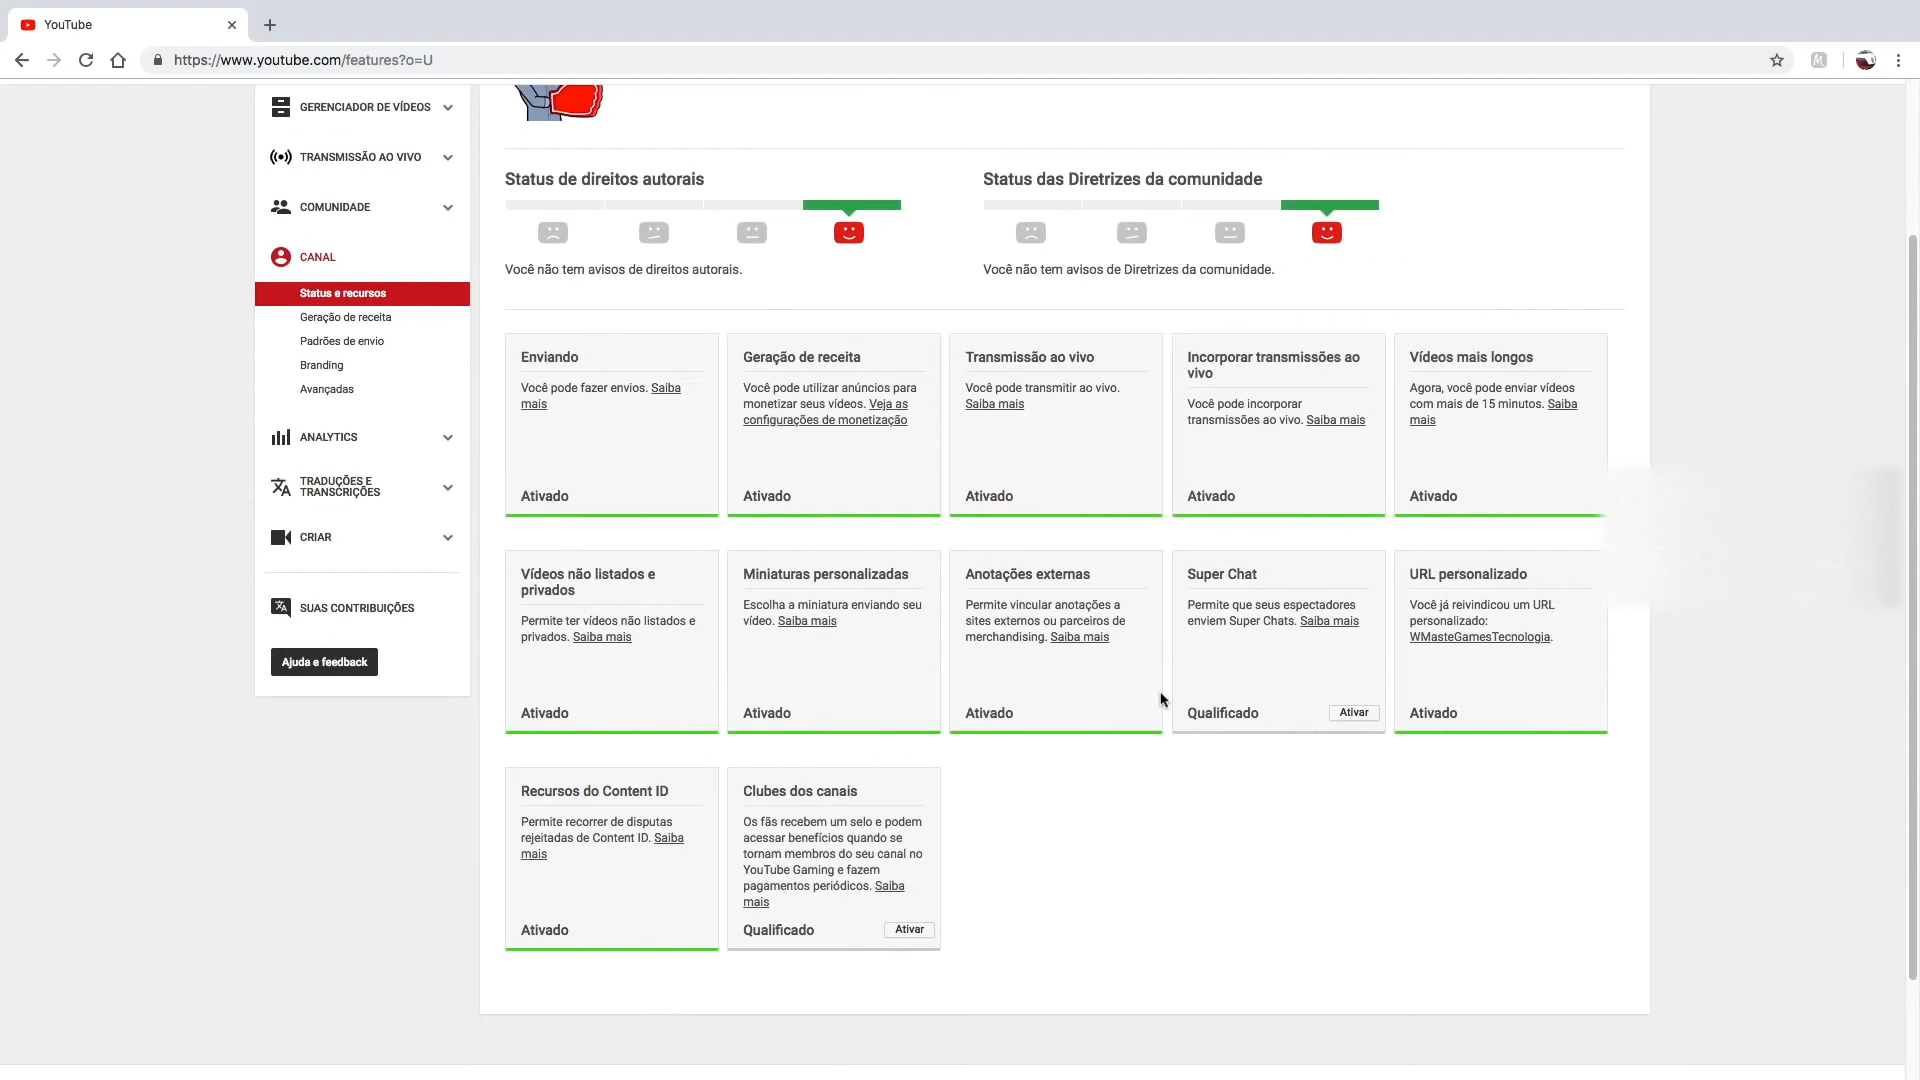 YouTube
https://www.youtube.com/features?o=U
GERENCIADOR DE VÍDEOS
TRANSMISSÃO AO VIVO
COMUNIDADE
CANAL
Status e recursos
Geração de receita
Padrões de envio
Branding
Avançadas
ANALYTICS
TRADUÇÕES E
TRANSCRIÇÕES
CRIAR
SUAS CONTRIBUIÇÕES
Ajuda e feedback
Status de direitos autorais
Você não tem avisos de direitos autorais.
Status das Diretrizes da comunidade
Você não tem avisos de Diretrizes da comunidade.
Enviando
Você pode fazer envios. Saiba
mais
Ativado
Geração de receita
Você pode utilizar anúncios para
monetizar seus vídeos. Veja as
configurações de monetização
Ativado
Transmissão ao vivo
Você pode transmitir ao vivo.
Saiba mais
Ativado
Incorporar transmissões ao
vivo
Você pode incorporar
transmissões ao vivo. Saiba mais
Ativado
Vídeos mais longos
Agora, você pode enviar vídeos
com mais de 15 minutos. Saiba
mais
Ativado
Vídeos não listados e
privados
Permite ter vídeos não listados e
privados. Saiba mais
Ativado
Miniaturas personalizadas
Escolha a miniatura enviando seu
vídeo. Saiba mais
Ativado
Anotações externas
Permite vincular anotações a
sites externos ou parceiros de
merchandising. Saiba mais
Ativado
Super Chat
Permite que seus espectadores
enviem Super Chats. Saiba mais
Qualificado
Ativar
URL personalizado
Você já reivindicou um URL
personalizado:
WMasteGamesTecnologia.
Ativado
Recursos do Content ID
Permite recorrer de disputas
rejeitadas de Content ID. Saiba
mais
Ativado
Clubes dos canais
Os fãs recebem um selo e podem
acessar benefícios quando se
tornam membros do seu canal no
YouTube Gaming e fazem
pagamentos periódicos. Saiba
mais
Qualificado
Ativar